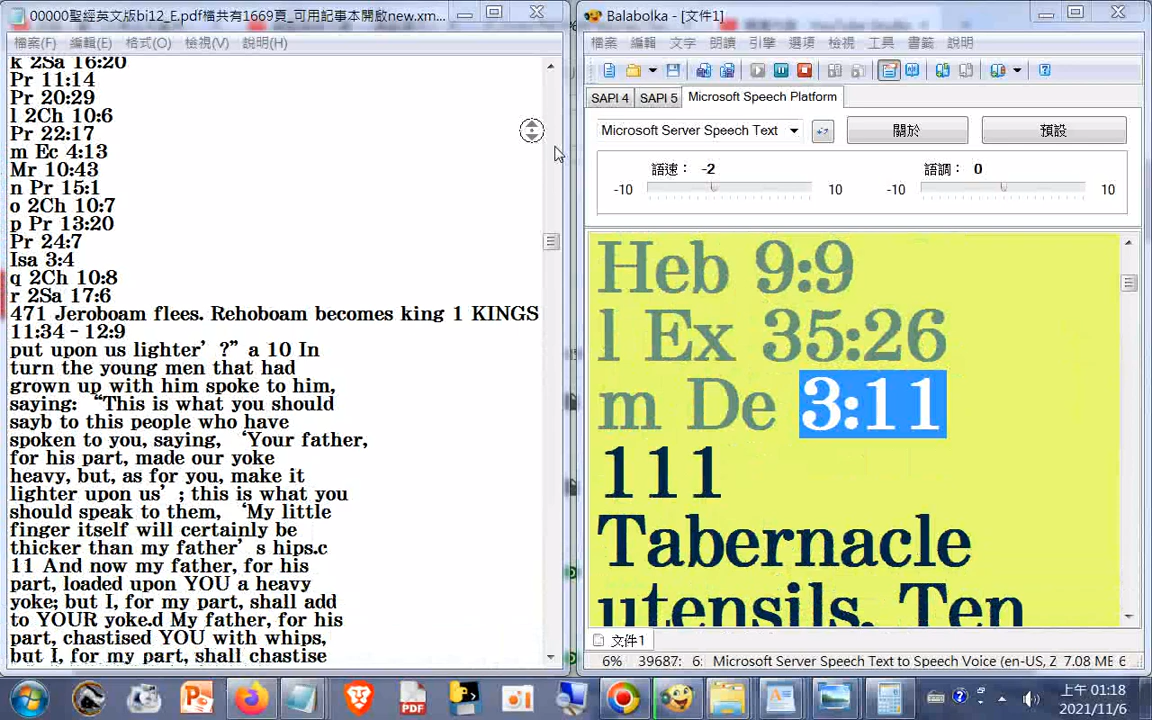 00000聖經英文版bi12_E.pdf檔共有1669頁_可用記事本開啟new.xm...
檔案(F) 編輯(E) 格式(O) 檢視(V) 說明(H)
k 2Sa 16:20
Pr 11:14
Pr 20:29
l 2Ch 10:6
Pr 22:17
m Ec 4:13
Mr 10:43
n Pr 15:1
o 2Ch 10:7
p Pr 13:20
Pr 24:7
Isa 3:4
q 2Ch 10:8
r 2Sa 17:6
471 Jeroboam flees. Rehoboam becomes king 1 KINGS
11:34‐12:9
put upon us lighter’?” a 10 In
turn the young men that had
grown up with him spoke to him,
saying: “This is what you should
sayb to this people who have
spoken to you, saying, ‘Your father,
for his part, made our yoke
heavy, but, as for you, make it
lighter upon us’; this is what you
should speak to them, ‘My little
finger itself will certainly be
thicker than my father’s hips.c
11 And now my father, for his
part, loaded upon YOU a heavy
yoke; but I, for my part, shall add
to YOUR yoke.d My father, for his
part, chastised YOU with whips,
but I, for my part, shall chastise
Balabolka - [文件1]
檔案 編輯 文字 朗讀 引擎 選項 檢視 工具 書籤 說明
SAPI 4 SAPI 5 Microsoft Speech Platform
Microsoft Server Speech Text 關於 預設
語速： -2 語調： 0
-10 10 -10 10
Heb 9:9
l Ex 35:26
m De 3:11
111
Tabernacle
utensils. Ten
文件1
6% 39687: 6: Microsoft Server Speech Text to Speech Voice (en-US, Z 7.08 ME 6
上午 01:18
2021/11/6